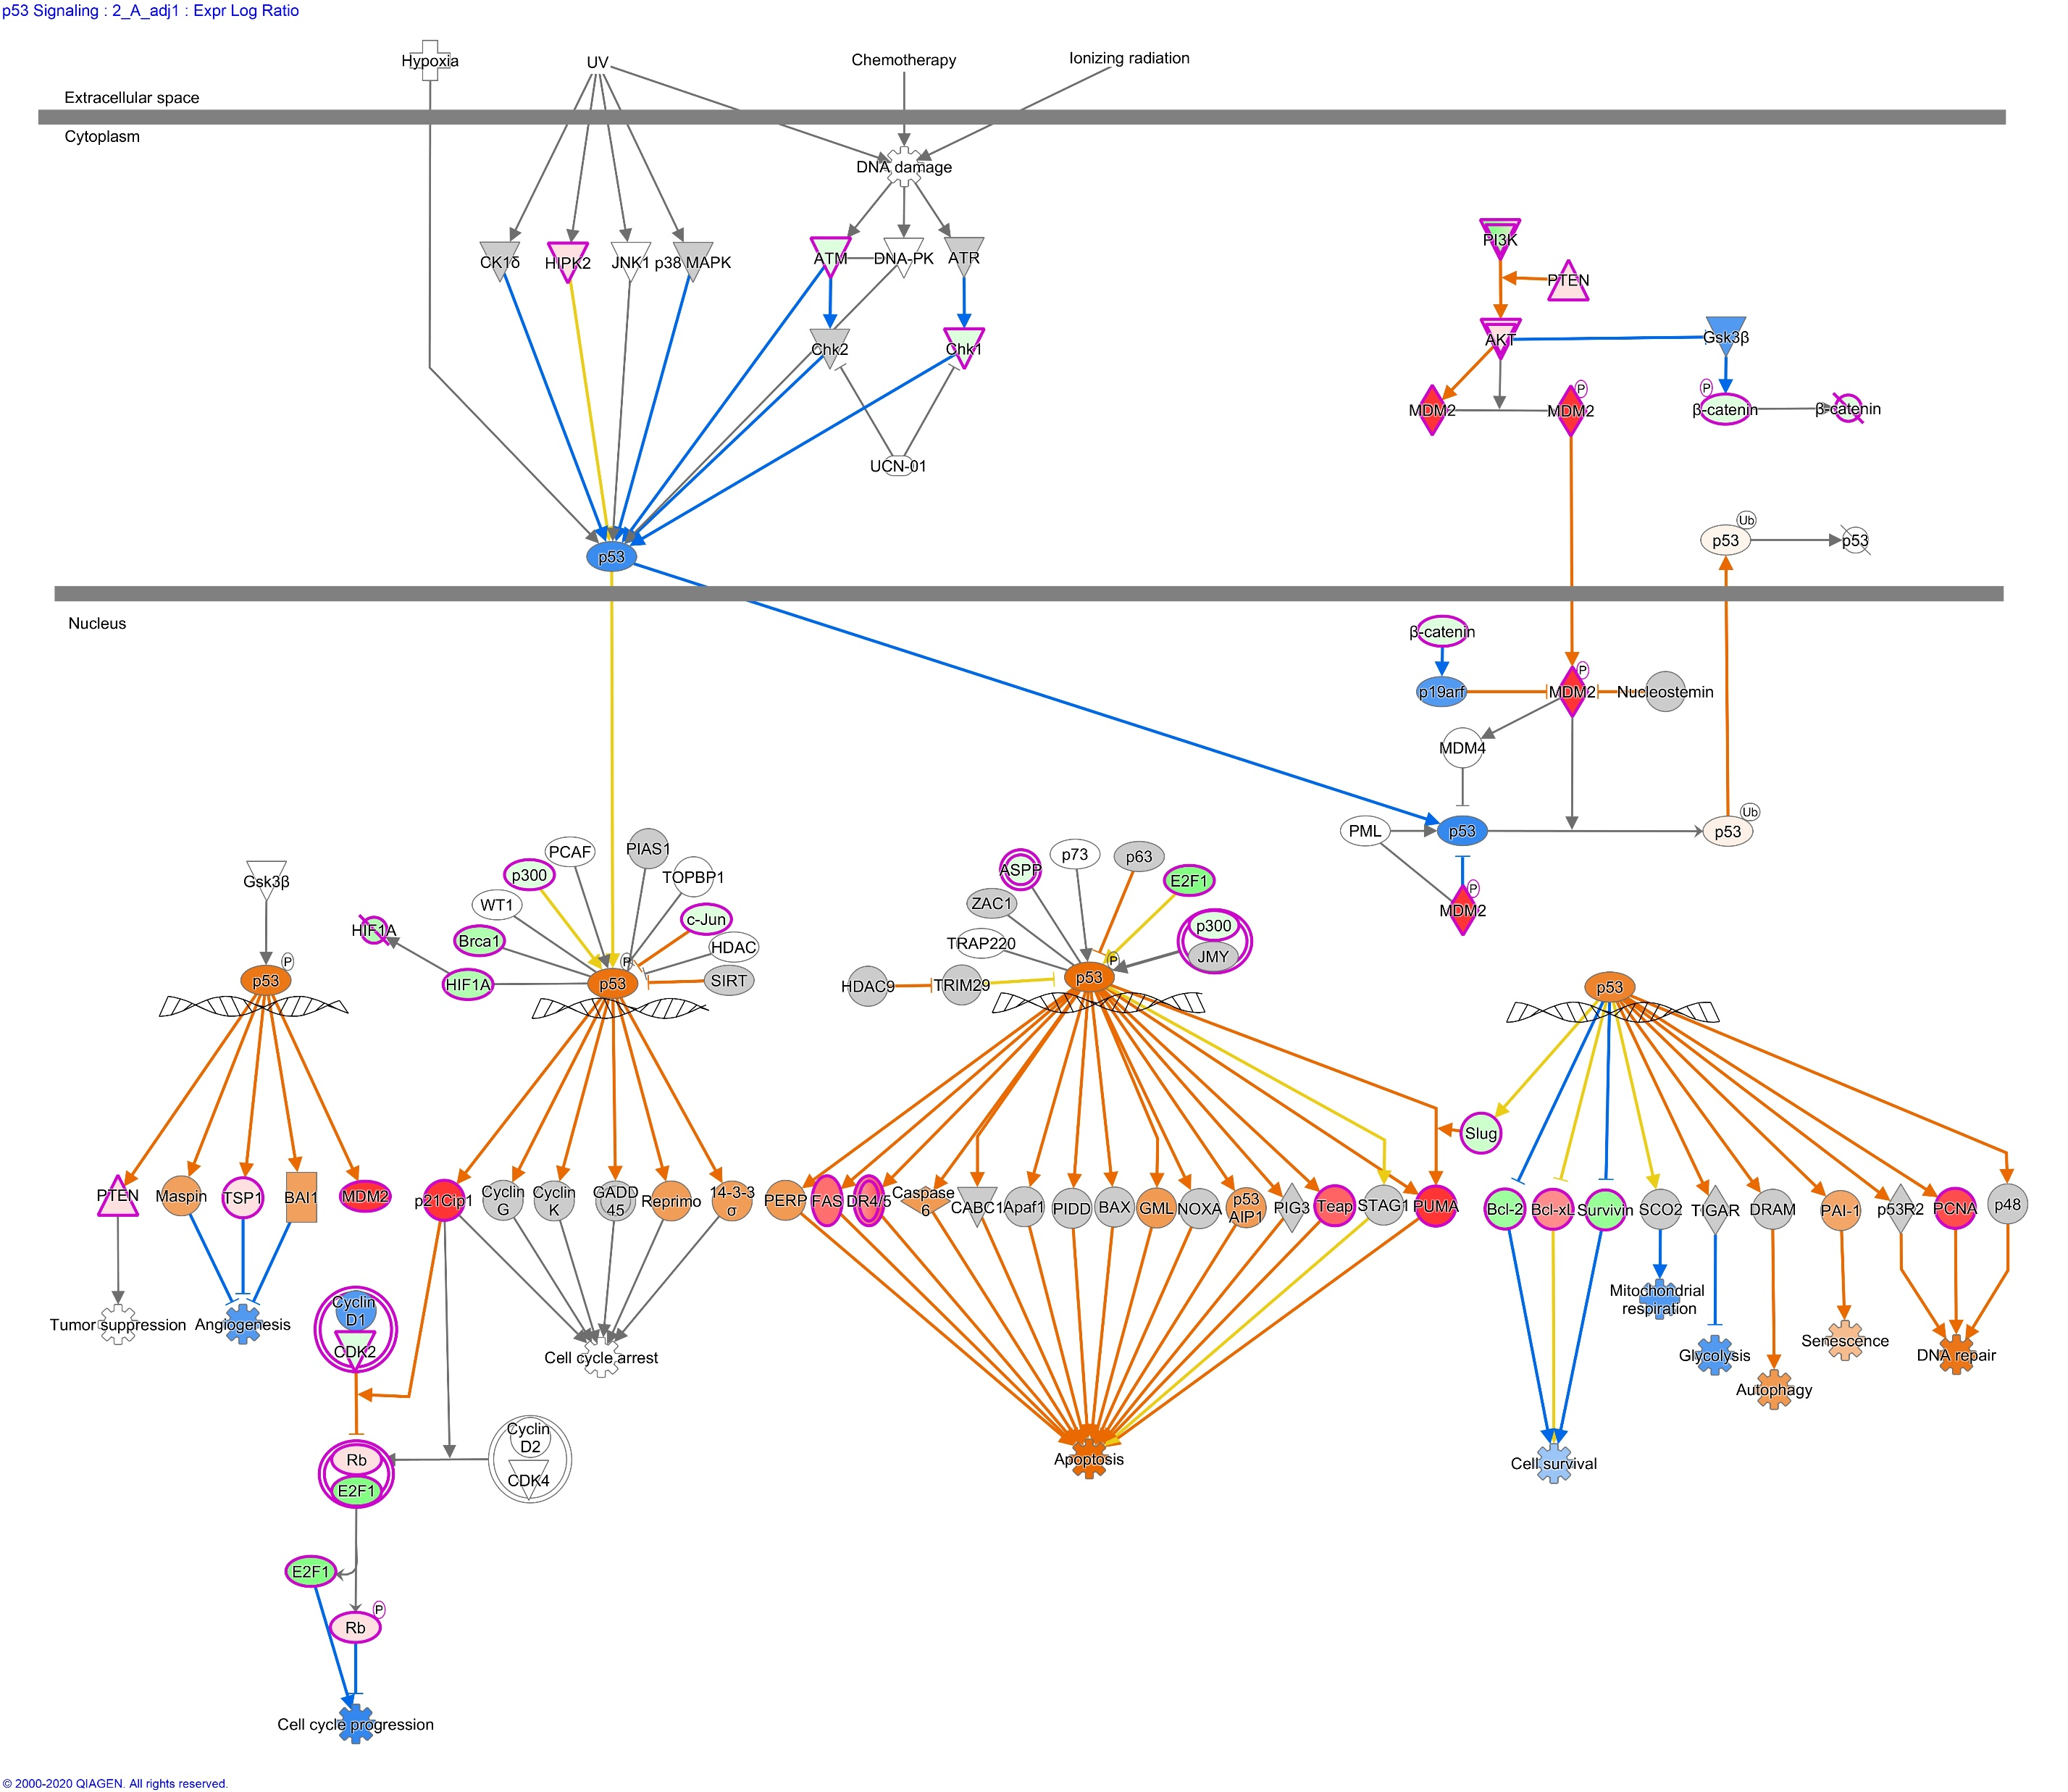 p53 Signaling : 2_A_adj1 : Expr Log Ratio
Hypoxia
UV
Chemotherapy
Ionizing radiation
Extracellular space
Cytoplasm
DNA damage
CK1δ
HIPK2
JNK1
p38 MAPK
ATM
DNA-PK
ATR
PI3K
PTEN
Chk2
Chk1
AKT
Gsk3β
MDM2
P
MDM2
P
β-catenin
β-catenin
UCN-01
p53
Ub
p53
p53
Nucleus
β-catenin
p19arf
P
MDM2
Nucleostemin
MDM4
PML
p53
Ub
p53
P
MDM2
Gsk3β
P
p53
HIF1A
HIF1A
Brca1
WT1
p300
PCAF
PIAS1
TOPBP1
c-Jun
HDAC
SIRT
P
p53
HDAC9
TRIM29
TRAP220
ZAC1
ASPP
p73
p63
E2F1
p300
JMY
P
p53
p53
Slug
PTEN
Maspin
TSP1
BAI1
MDM2
p21Cip1
Cyclin
G
Cyclin
K
GADD
45
Reprimo
14-3-3
σ
PERP
FAS
DR4/5
Caspase
6
CABC1
Apaf1
PIDD
BAX
GML
NOXA
p53
AIP1
PIG3
Teap
STAG1
PUMA
Bcl-2
Bcl-xL
Survivin
SCO2
TIGAR
DRAM
PAI-1
p53R2
PCNA
p48
Tumor suppression
Angiogenesis
Cyclin
D1
CDK2
Cell cycle arrest
Mitochondrial
respiration
Glycolysis
Autophagy
Senescence
DNA repair
Cyclin
D2
CDK4
Rb
E2F1
Apoptosis
Cell survival
E2F1
P
Rb
Cell cycle progression
© 2000-2020 QIAGEN. All rights reserved.